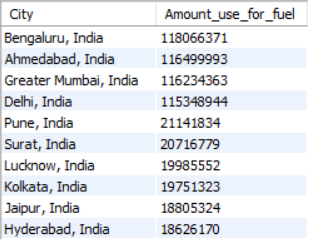 City Amount_use_for_fuel
Bengaluru, India 118066371
Ahmedabad, India 116499993
Greater Mumbai, India 116234363
Delhi, India 115348944
Pune, India 21141834
Surat, India 20716779
Lucknow, India 19985552
Kolkata, India 19751323
Jaipur, India 18805324
Hyderabad, India 18626170